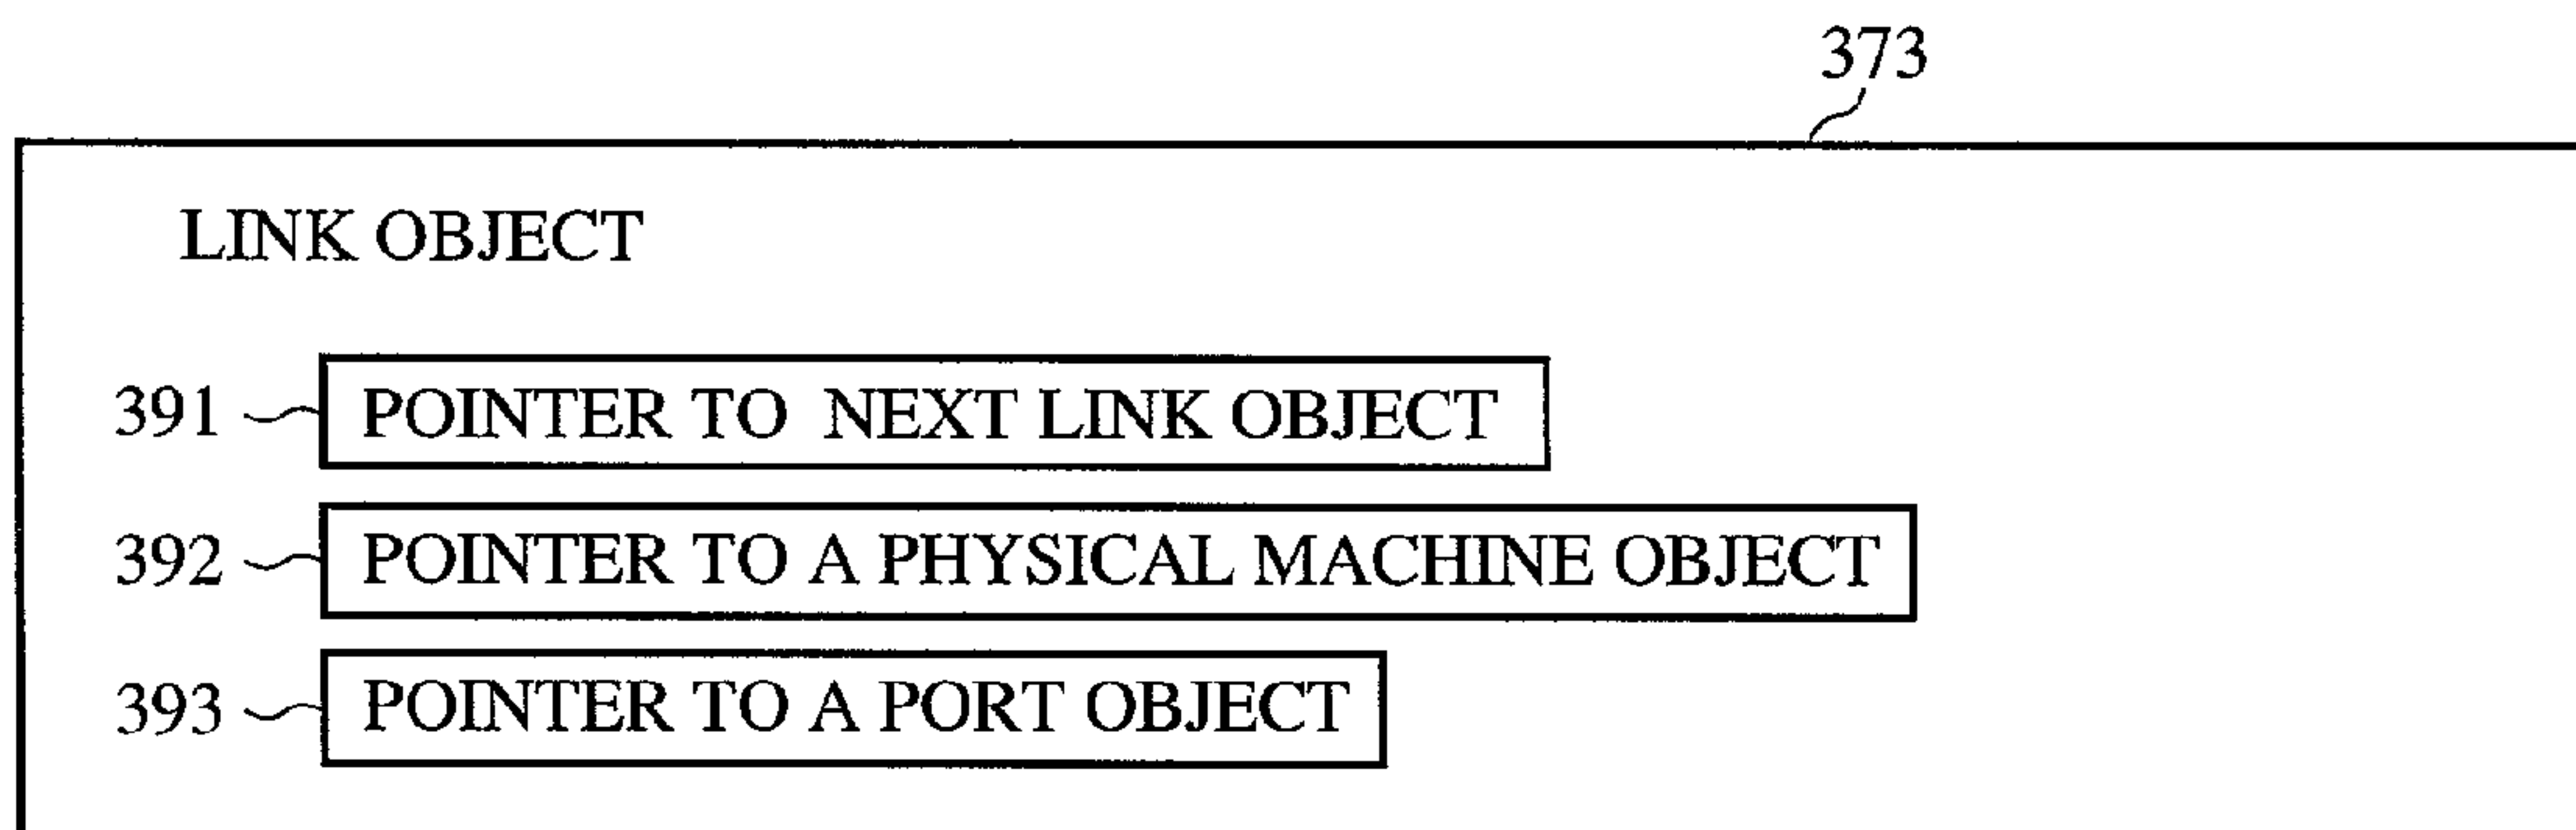 373
LINK OBJECT
391 POINTER TO NEXT LINK OBJECT
392 POINTER TO A PHYSICAL MACHINE OBJECT
393 POINTER TO A PORT OBJECT